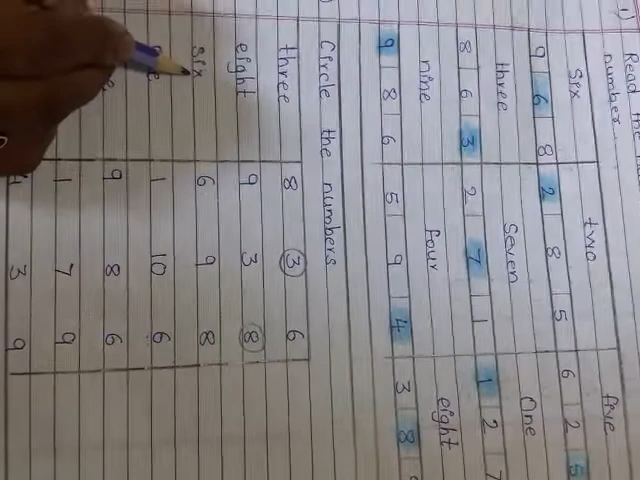 1) Read the
number
six two five
9 6 8 2 8 5 6 2 5
three seven One
8 6 3 2 7 1 1 2 7
nine four eight
9 8 6 5 9 4 3 8
Circle the numbers
three 8 3 6
eight 9 3 8
six 6 9 8
1 10 6
9 8 6
1 7 9
3 9